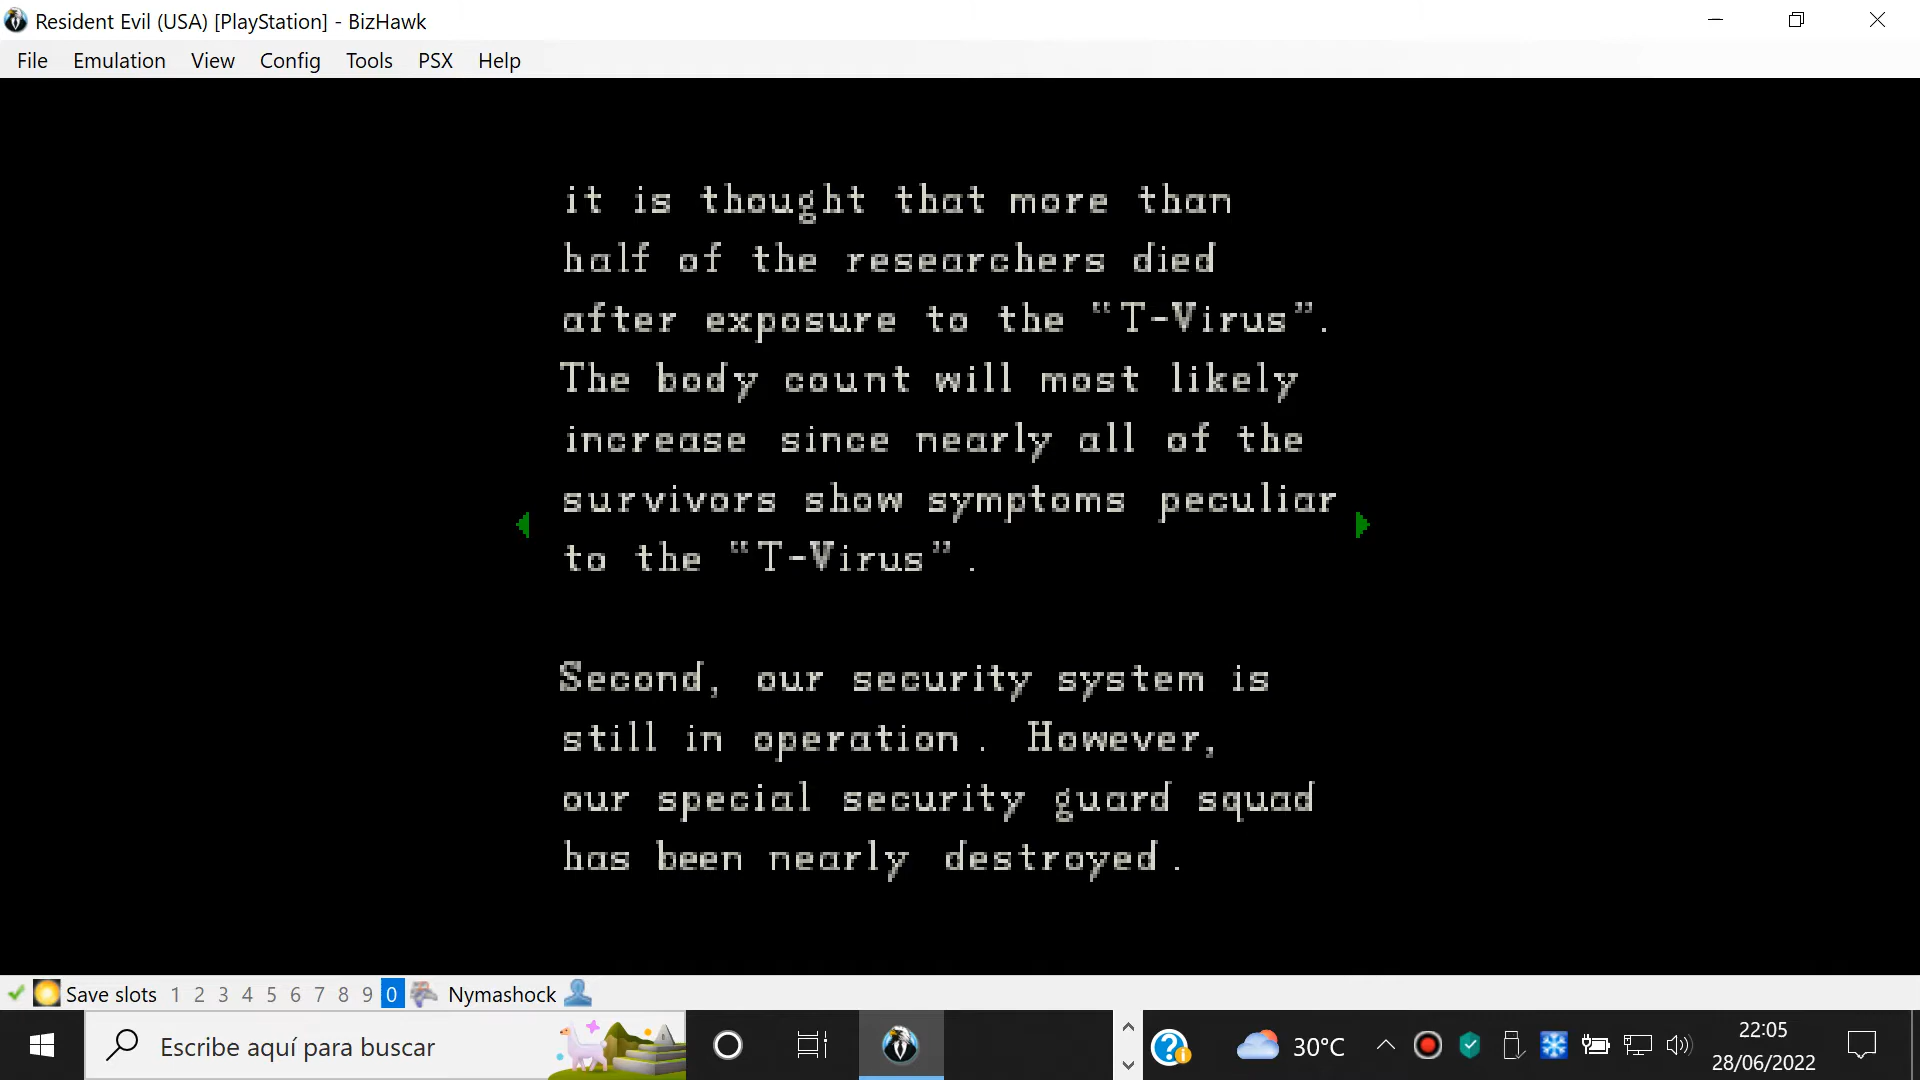 Resident Evil (USA) [PlayStation] - BizHawk
File Emulation View Config Tools PSX Help
it is thought that more than
half of the researchers died
after exposure to the “T-Virus”.
The body count will most likely
increase since nearly all of the
survivors show symptoms peculiar
to the “T-Virus”.
Second, our security system is
still in operation. However,
our special security guard squad
has been nearly destroyed.
Save slots 1 2 3 4 5 6 7 8 9 0 Nymashock
Escribe aquí para buscar
30°C
22:05
28/06/2022